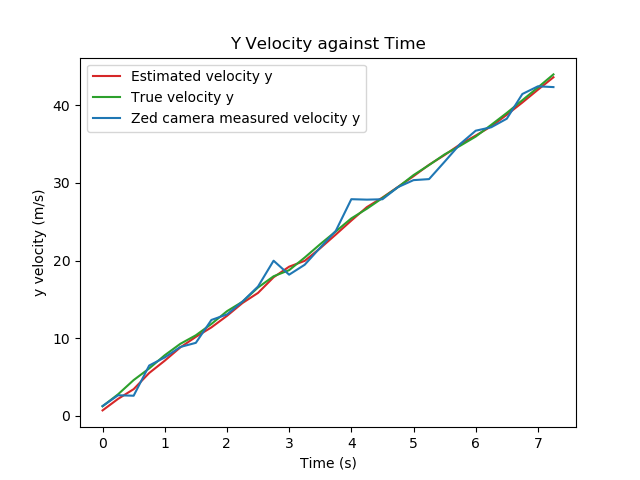 Y Velocity against Time
Estimated velocity y
True velocity y
Zed camera measured velocity y
y velocity (m/s)
40
30
20
10
0
0 1 2 3 4 5 6 7
Time (s)